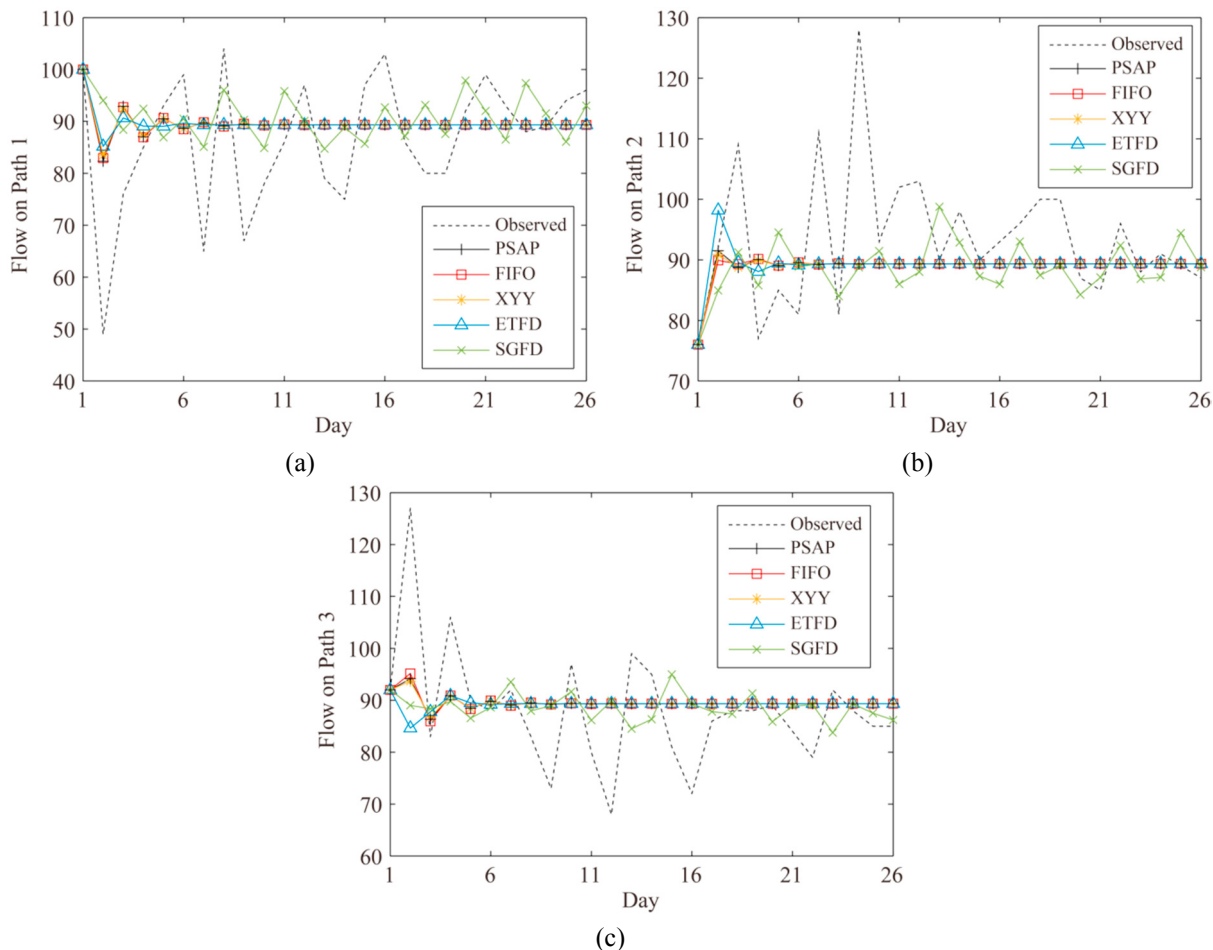 110
100
90
80
70
60
50
40
Flow on Path 1
Observed
PSAP
FIFO
XYY
ETFD
SGFD
1
6
11
16
21
26
Day
(a)
130
120
110
100
90
80
70
Flow on Path 2
Observed
PSAP
FIFO
XYY
ETFD
SGFD
1
6
11
16
21
26
Day
(b)
130
120
110
100
90
80
70
60
Flow on Path 3
Observed
PSAP
FIFO
XYY
ETFD
SGFD
1
6
11
16
21
26
Day
(c)